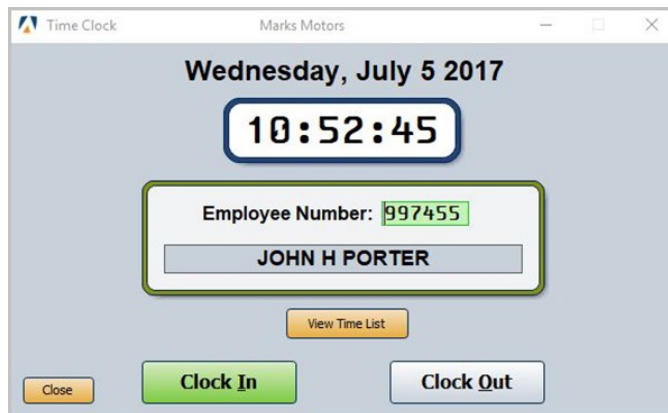 Time Clock Marks Motors
Wednesday, July 5 2017
10:52:45
Employee Number: 997455
JOHN H PORTER
View Time List
Close Clock In Clock Out